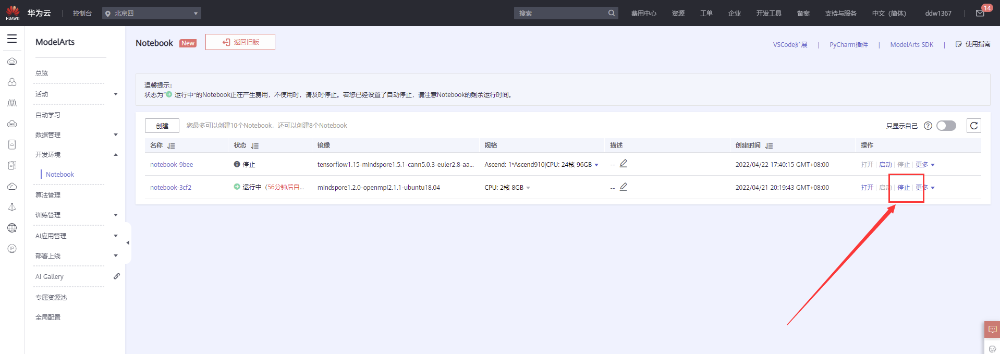 HUAWEI
华为云
控制台
北京四
搜索
费用中心
资源
工单
企业
开发工具
备案
支持与服务
中文（简体）
ddw1367
14
ModelArts
总览
活动
自动学习
数据管理
开发环境
Notebook
算法管理
训练管理
AI应用管理
部署上线
AI Gallery
专属资源池
全局配置
IP
Notebook New 返回旧版
VSCode扩展 | PyCharm插件 | ModelArts SDK | 使用指南
温馨提示：
状态为“ 运行中”的Notebook正在产生费用，不使用时，请及时停止。若您已经设置了自动停止，请注意Notebook的剩余运行时间。
创建 您最多可以创建10个Notebook，还可以创建8个Notebook
只显示自己
名称 状态 镜像 规格 描述 创建时间 操作
notebook-9bee 停止 tensorflow1.15-mindspore1.5.1-cann5.0.3-euler2.8-aa... Ascend: 1*Ascend910|CPU: 24核 96GB -- 2022/04/22 17:40:15 GMT+08:00 打开 | 启动 | 停止 | 更多
notebook-3cf2 运行中（56分钟后自... mindspore1.2.0-openmpi2.1.1-ubuntu18.04 CPU: 2核 8GB -- 2022/04/21 20:19:43 GMT+08:00 打开 | 启动 | 停止 | 更多